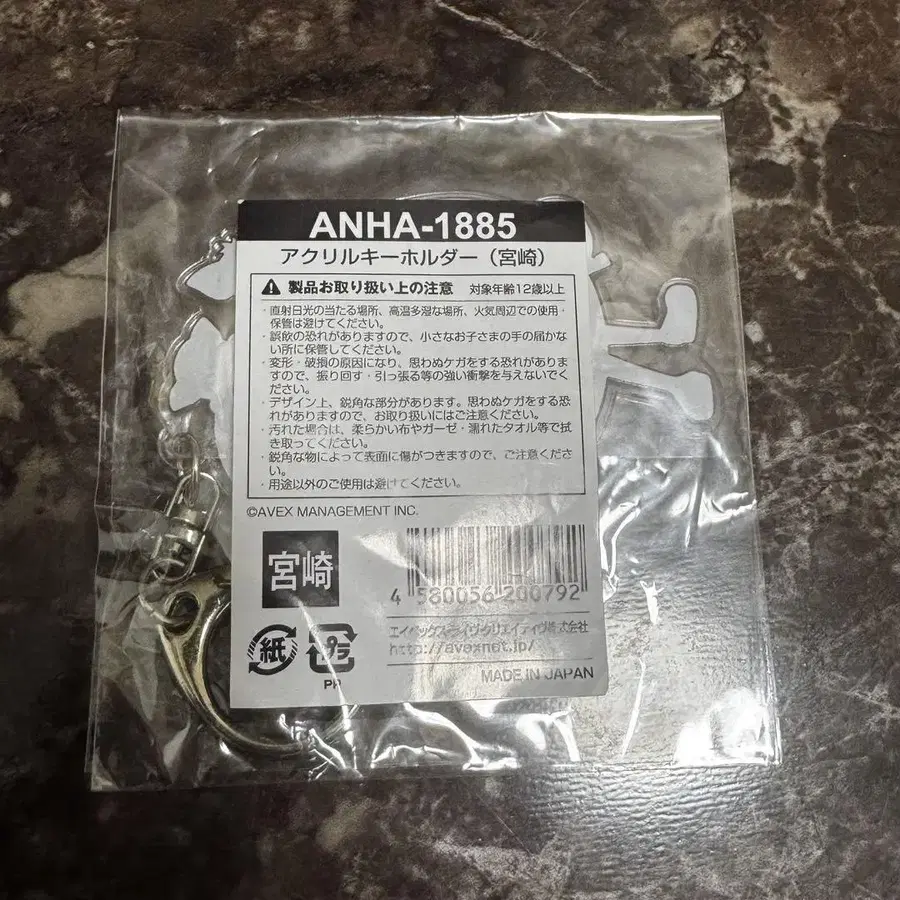 ANHA-1885
アクリルキーホルダー（宮崎）
製品お取り扱い上の注意 対象年齢12歳以上
・直射日光の当たる場所、高温多湿な場所、火気周辺での使用・
保管は避けてください。
・誤飲の恐れがありますので、小さなお子さまの手の届かな
い所に保管してください。
・変形・破損の原因になり、思わぬケガをする恐れがありま
すので、振り回す・引っ張る等の強い衝撃を与えないでく
ださい。
・デザイン上、鋭角な部分があります。思わぬケガをする恐
れがありますので、お取り扱いにはご注意ください。
・汚れた場合は、柔らかい布やガーゼ・濡れたタオル等で拭
き取ってください。
・鋭角な物によって表面に傷がつきますので、ご注意くださ
い。
・用途以外のご使用は避けてください。
©AVEX MANAGEMENT INC.
宮崎
4 580056 200792
エイベックス・ライヴ・クリエイティヴ株式会社
http://avexnet.jp/
紙 プラ
PP
MADE IN JAPAN